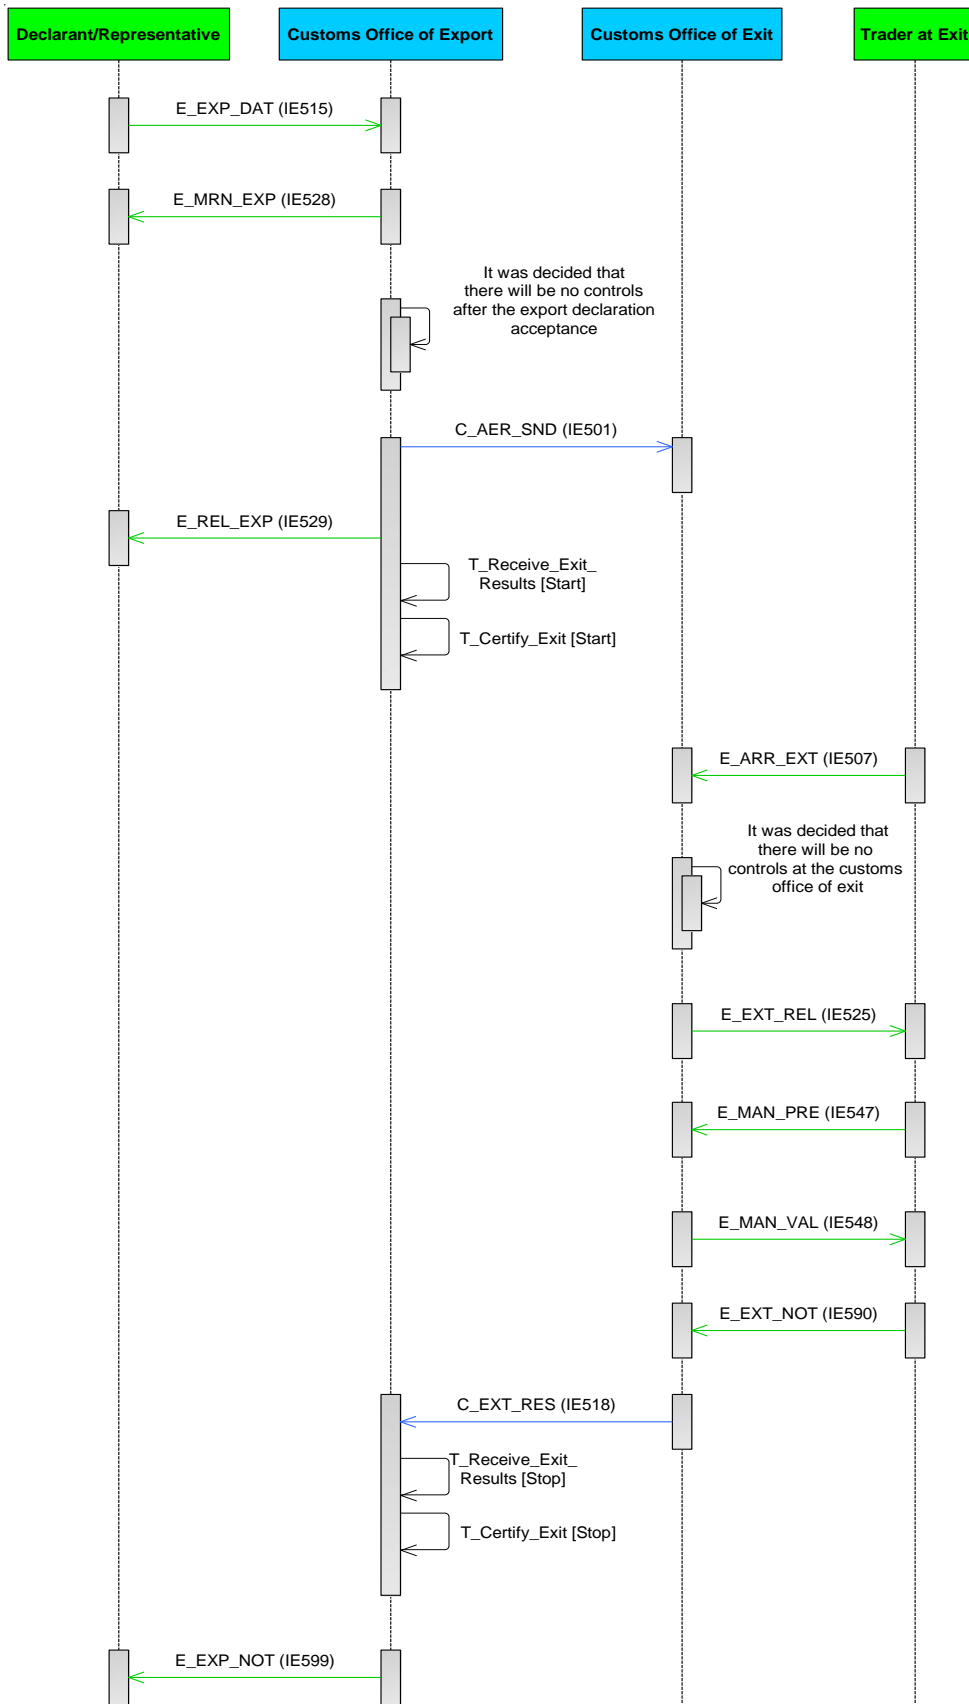 Declarant/Representative
Customs Office of Export
Customs Office of Exit
Trader at Exit
E_EXP_DAT (IE515)
E_MRN_EXP (IE528)
It was decided that
there will be no controls
after the export declaration
acceptance
C_AER_SND (IE501)
E_REL_EXP (IE529)
T_Receive_Exit_
Results [Start]
T_Certify_Exit [Start]
E_ARR_EXT (IE507)
It was decided that
there will be no
controls at the customs
office of exit
E_EXT_REL (IE525)
E_MAN_PRE (IE547)
E_MAN_VAL (IE548)
E_EXT_NOT (IE590)
C_EXT_RES (IE518)
T_Receive_Exit_
Results [Stop]
T_Certify_Exit [Stop]
E_EXP_NOT (IE599)